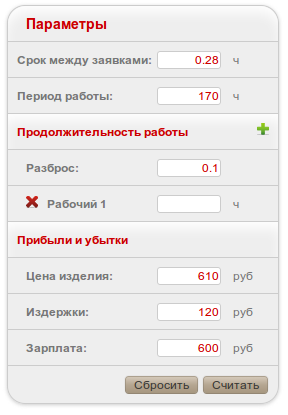 Параметры
Срок между заявками: 0.28 ч
Период работы: 170 ч
Продолжительность работы
Разброс: 0.1
Рабочий 1 ч
Прибыли и убытки
Цена изделия: 610 руб
Издержки: 120 руб
Зарплата: 600 руб
Сбросить Считать